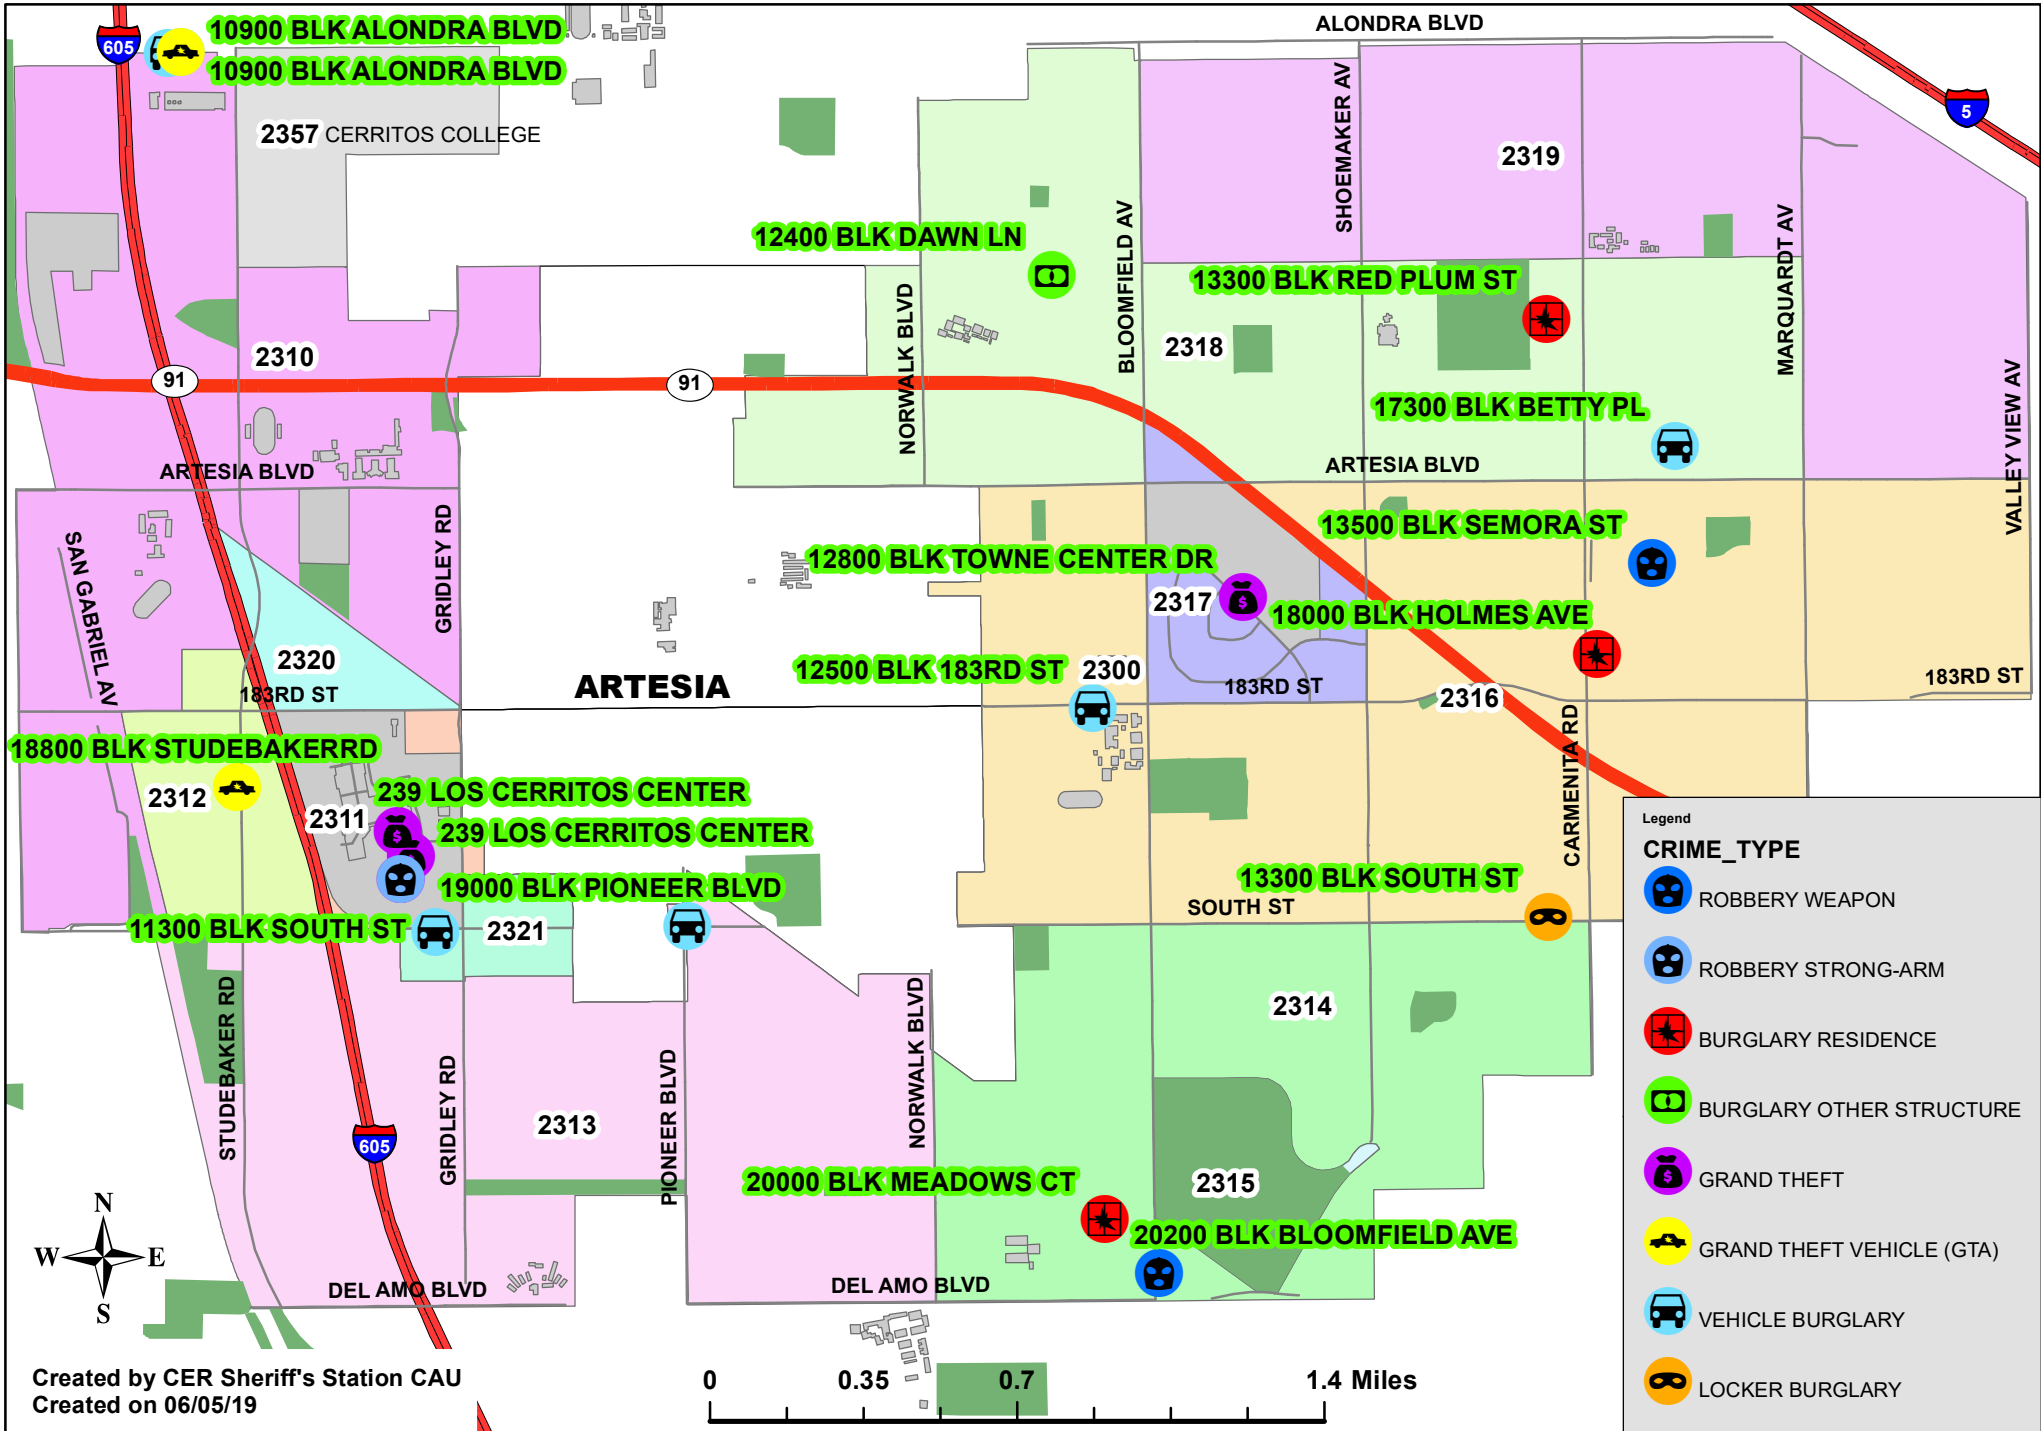 ALONDRA BLVD
605
10900 BLK ALONDRA BLVD
10900 BLK ALONDRA BLVD
5
2357 CERRITOS COLLEGE
SHOEMAKER AV
2319
12400 BLK DAWN LN
BLOOMFIELD AV
13300 BLK RED PLUM ST
MARQUARDT AV
NORWALK BLVD
2318
2310
91
91
17300 BLK BETTY PL
VALLEY VIEW AV
ARTESIA BLVD
ARTESIA BLVD
SAN GABRIEL AV
GRIDLEY RD
13500 BLK SEMORA ST
12800 BLK TOWNE CENTER DR
2317
18000 BLK HOLMES AVE
2320
183RD ST
ARTESIA
12500 BLK 183RD ST
2300
183RD ST
2316
183RD ST
CARMENITA RD
18800 BLK STUDEBAKERRD
2312
2311
239 LOS CERRITOS CENTER
239 LOS CERRITOS CENTER
19000 BLK PIONEER BLVD
11300 BLK SOUTH ST
2321
13300 BLK SOUTH ST
SOUTH ST
STUDEBAKER RD
GRIDLEY RD
PIONEER BLVD
NORWALK BLVD
2314
605
2313
20000 BLK MEADOWS CT
2315
20200 BLK BLOOMFIELD AVE
DEL AMO BLVD
DEL AMO BLVD
N
W E
S
Created by CER Sheriff's Station CAU
Created on 06/05/19
0 0.35 0.7 1.4 Miles
Legend
CRIME_TYPE
ROBBERY WEAPON
ROBBERY STRONG-ARM
BURGLARY RESIDENCE
BURGLARY OTHER STRUCTURE
GRAND THEFT
GRAND THEFT VEHICLE (GTA)
VEHICLE BURGLARY
LOCKER BURGLARY